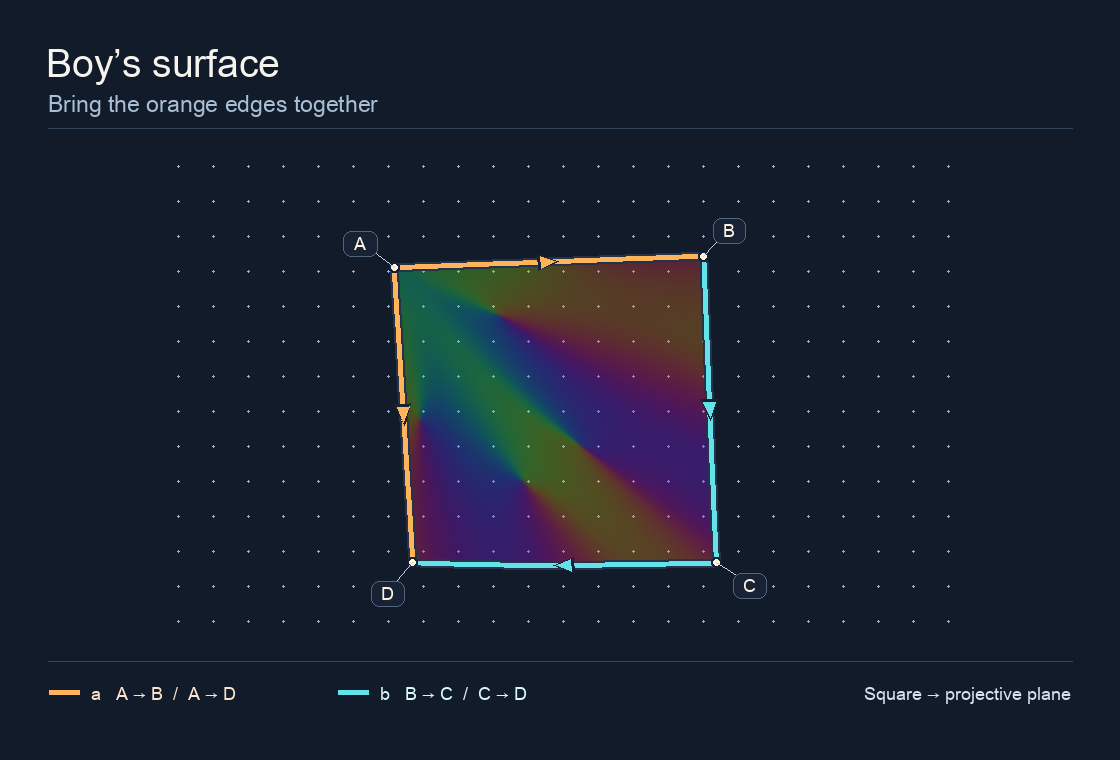 Boy’s surface
Bring the orange edges together
A
B
D
C
a A→B / A→D
b B→C / C→D
Square→projective plane